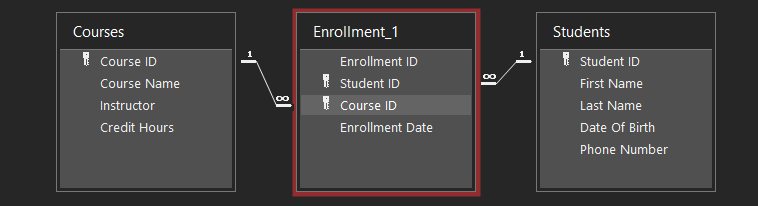 Courses
Course ID
Course Name
Instructor
Credit Hours
1
∞
Enrollment_1
Enrollment ID
Student ID
Course ID
Enrollment Date
∞
1
Students
Student ID
First Name
Last Name
Date Of Birth
Phone Number